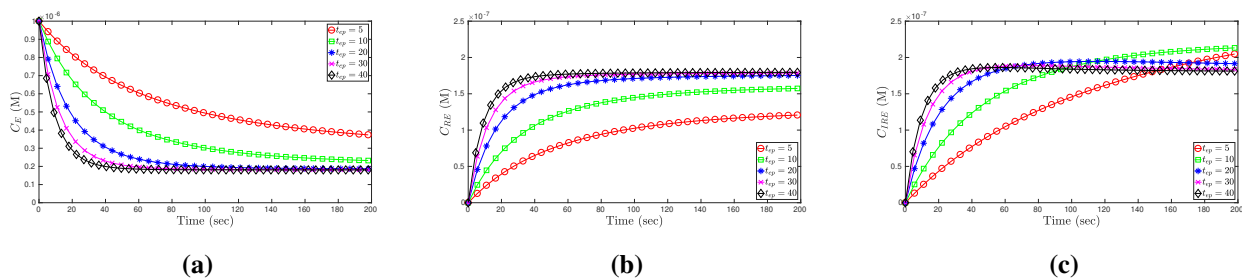 ×10⁻⁶
1
0.9
0.8
0.7
0.6
0.5
0.4
0.3
0.2
0.1
0
C_E (M)
0 20 40 60 80 100 120 140 160 180 200
Time (sec)
t_ep = 5
t_ep = 10
t_ep = 20
t_ep = 30
t_ep = 40
(a)
×10⁻⁷
2.5
2
1.5
1
0.5
0
C_RE (M)
0 20 40 60 80 100 120 140 160 180 200
Time (sec)
t_ep = 5
t_ep = 10
t_ep = 20
t_ep = 30
t_ep = 40
(b)
×10⁻⁷
2.5
2
1.5
1
0.5
0
C_IRE (M)
0 20 40 60 80 100 120 140 160 180 200
Time (sec)
t_ep = 5
t_ep = 10
t_ep = 20
t_ep = 30
t_ep = 40
(c)